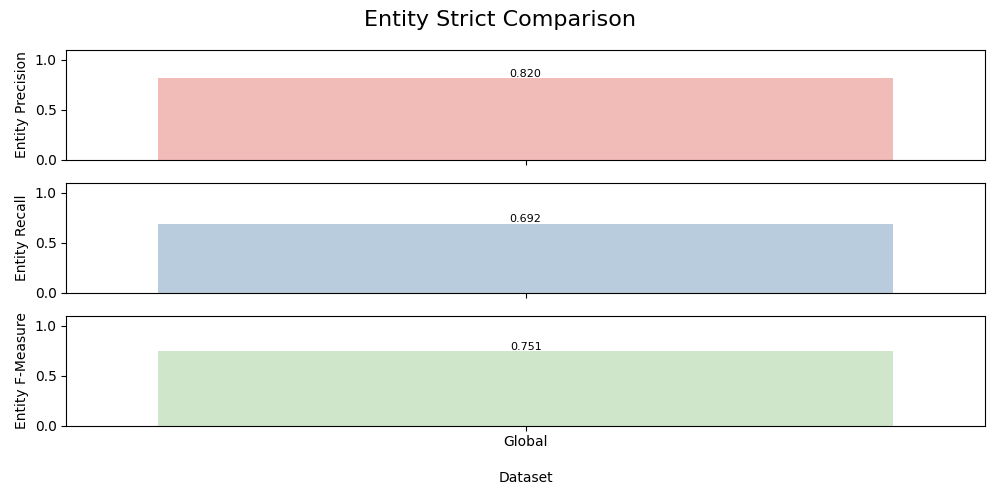 Entity Strict Comparison
Entity Precision
1.0
0.5
0.0
0.820
Entity Recall
1.0
0.5
0.0
0.692
Entity F-Measure
1.0
0.5
0.0
0.751
Global
Dataset